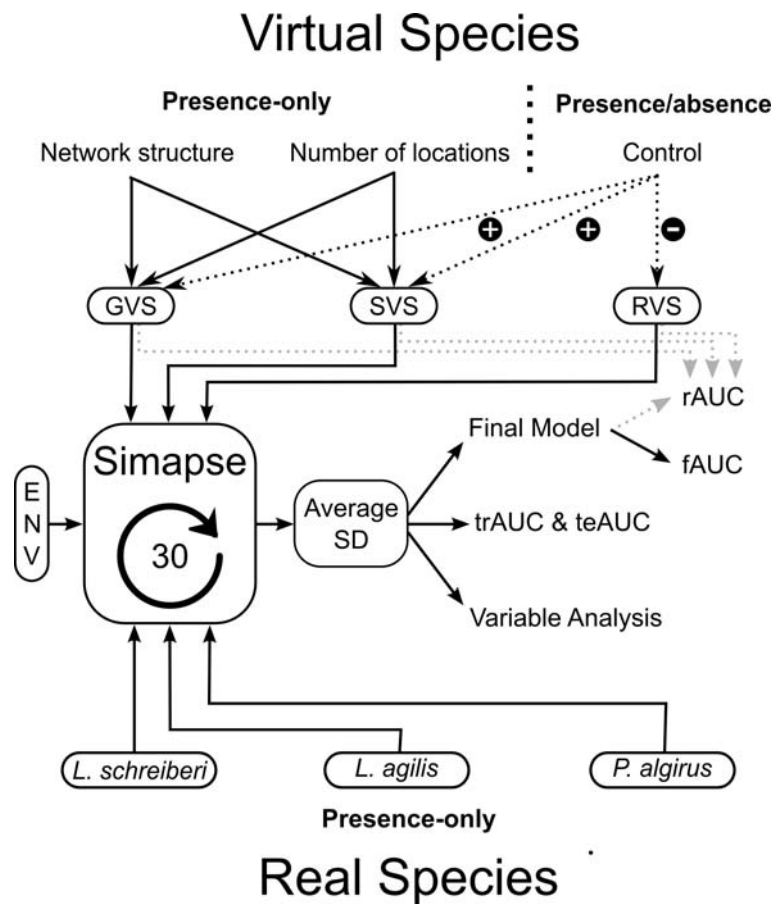 Virtual Species
Presence-only
Presence/absence
Network structure
Number of locations
Control
+
+
-
GVS
SVS
RVS
rAUC
Final Model
fAUC
Simapse
30
E
N
V
Average
SD
trAUC & teAUC
Variable Analysis
L. schreiberi
L. agilis
P. algirus
Presence-only
Real Species